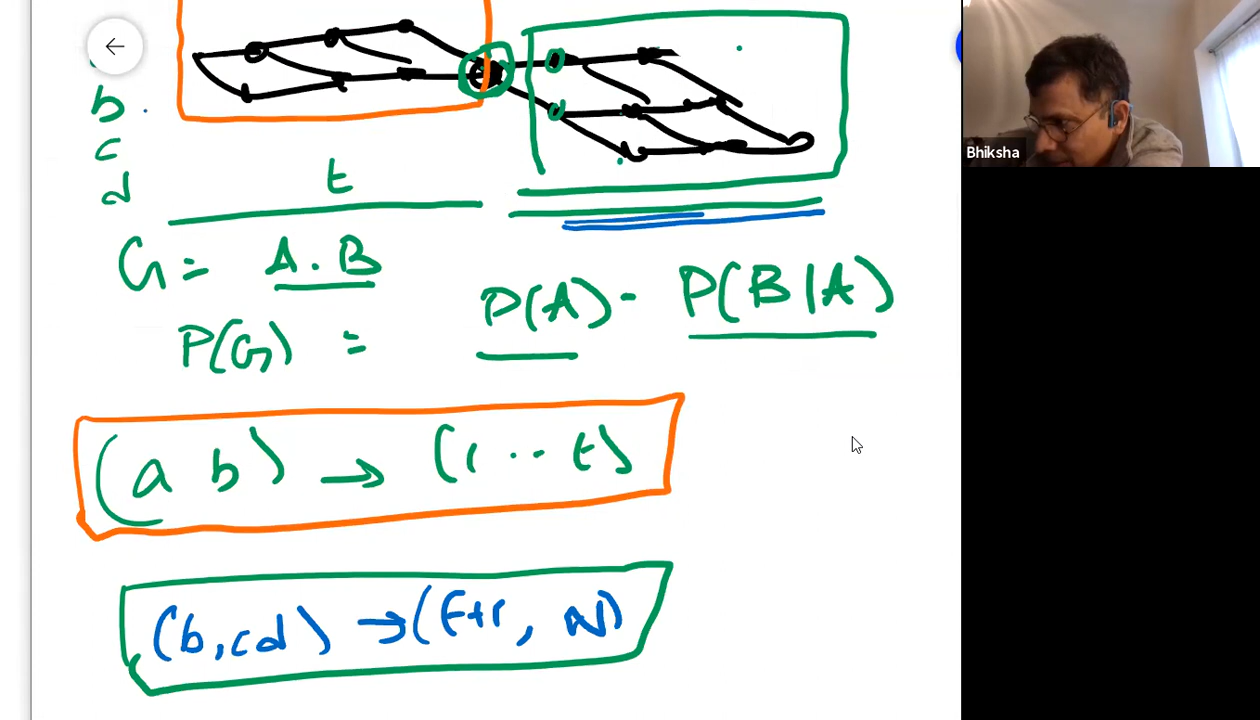 b
c
d
t
G = A . B
P(G) = P(A) · P(B|A)
(a b) → (1 .. t)
(b, cd) → (t+1, N)
Bhiksha